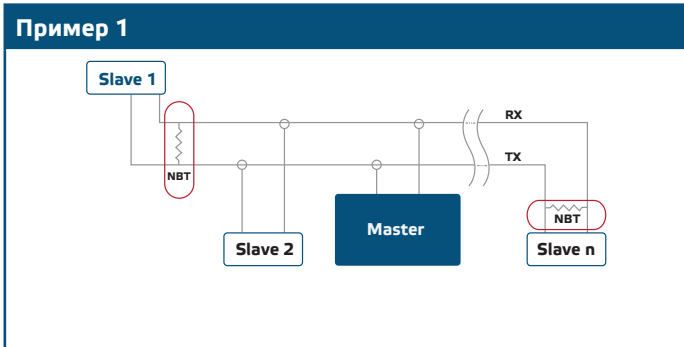 Пример 1
Slave 1
RX
TX
NBT
Slave 2
Master
NBT
Slave n